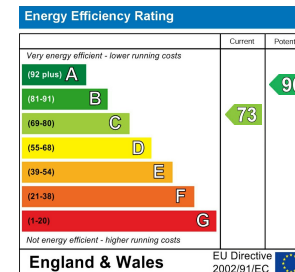 Energy Efficiency Rating
Current
Very energy efficient - lower running costs
(92 plus) A
(81-91) B
(69-80) C
73
(55-68) D
(39-54) E
(21-38) F
(1-20) G
Not energy efficient - higher running costs
England & Wales
EU Directive
2002/91/EC